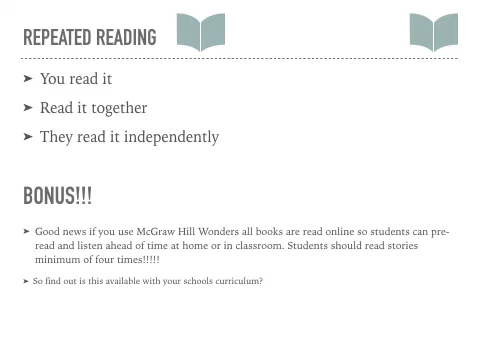 REPEATED READING
➤ You read it
➤ Read it together
➤ They read it independently
BONUS!!!
➤ Good news if you use McGraw Hill Wonders all books are read online so students can pre-
read and listen ahead of time at home or in classroom. Students should read stories
minimum of four times!!!!!
➤ So find out is this available with your schools curriculum?